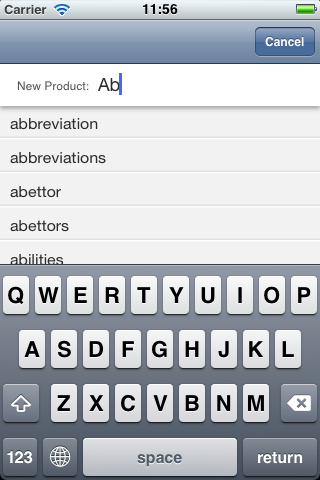 Carrier 11:56
Cancel
New Product: Ab
abbreviation
abbreviations
abettor
abettors
abilities
Q W E R T Y U I O P
A S D F G H J K L
Z X C V B N M
123 space return